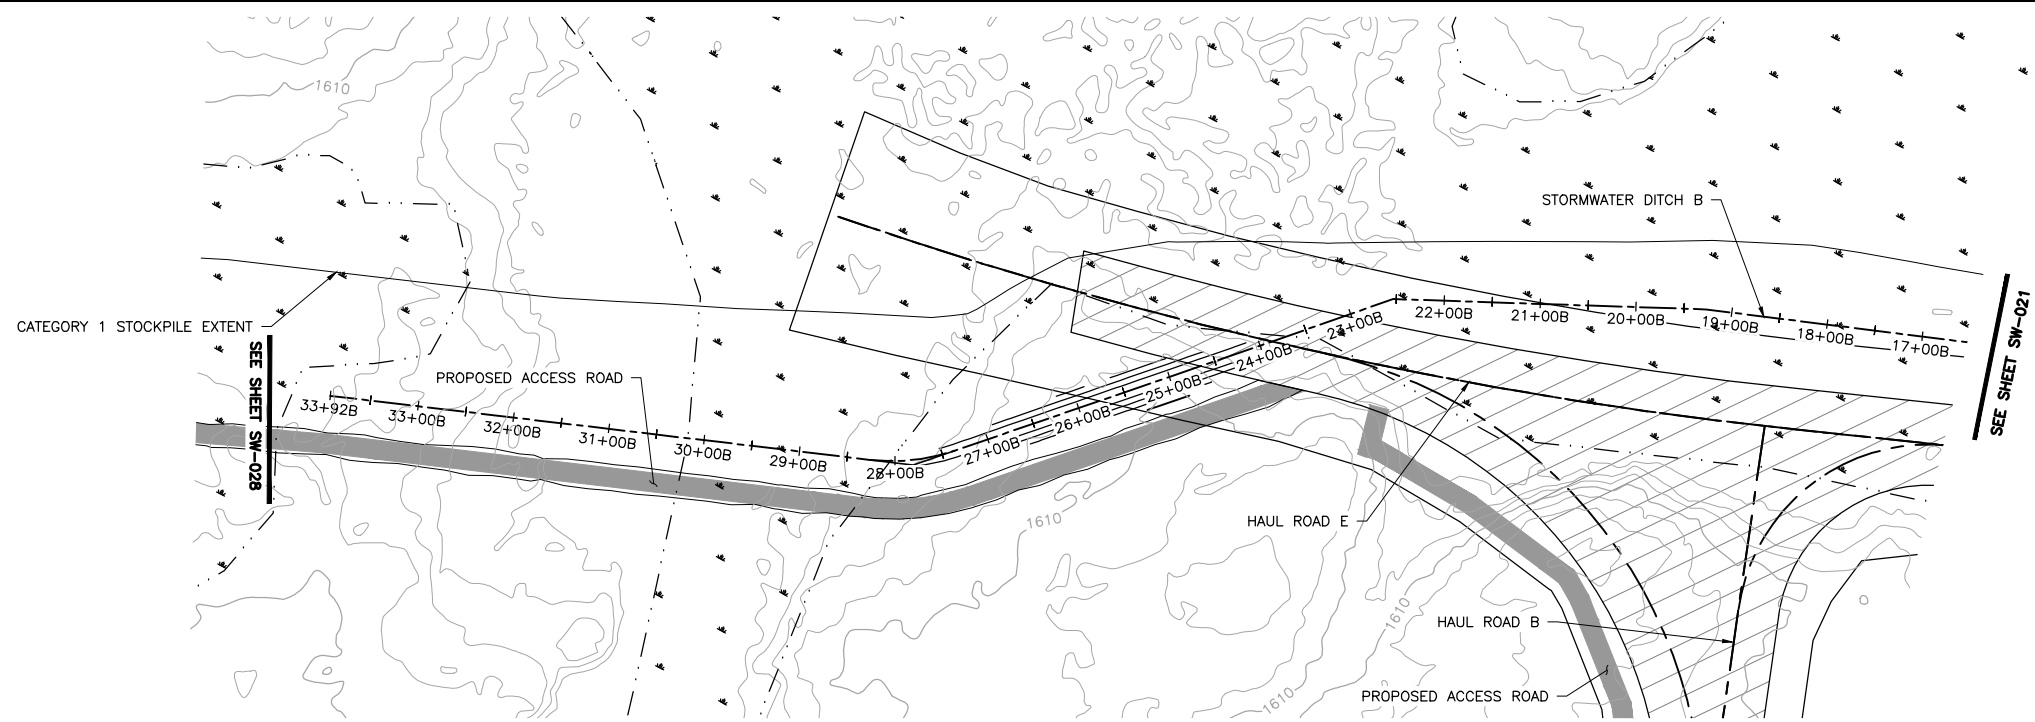 1610
STORMWATER DITCH B
CATEGORY 1 STOCKPILE EXTENT
SEE SHEET SW-028
SEE SHEET SW-021
PROPOSED ACCESS ROAD
33+92B
33+00B
32+00B
31+00B
30+00B
29+00B
28+00B
27+00B
26+00B
25+00B
24+00B
23+00B
22+00B
21+00B
20+00B
19+00B
18+00B
17+00B
1610
HAUL ROAD E
1610
HAUL ROAD B
PROPOSED ACCESS ROAD
1610